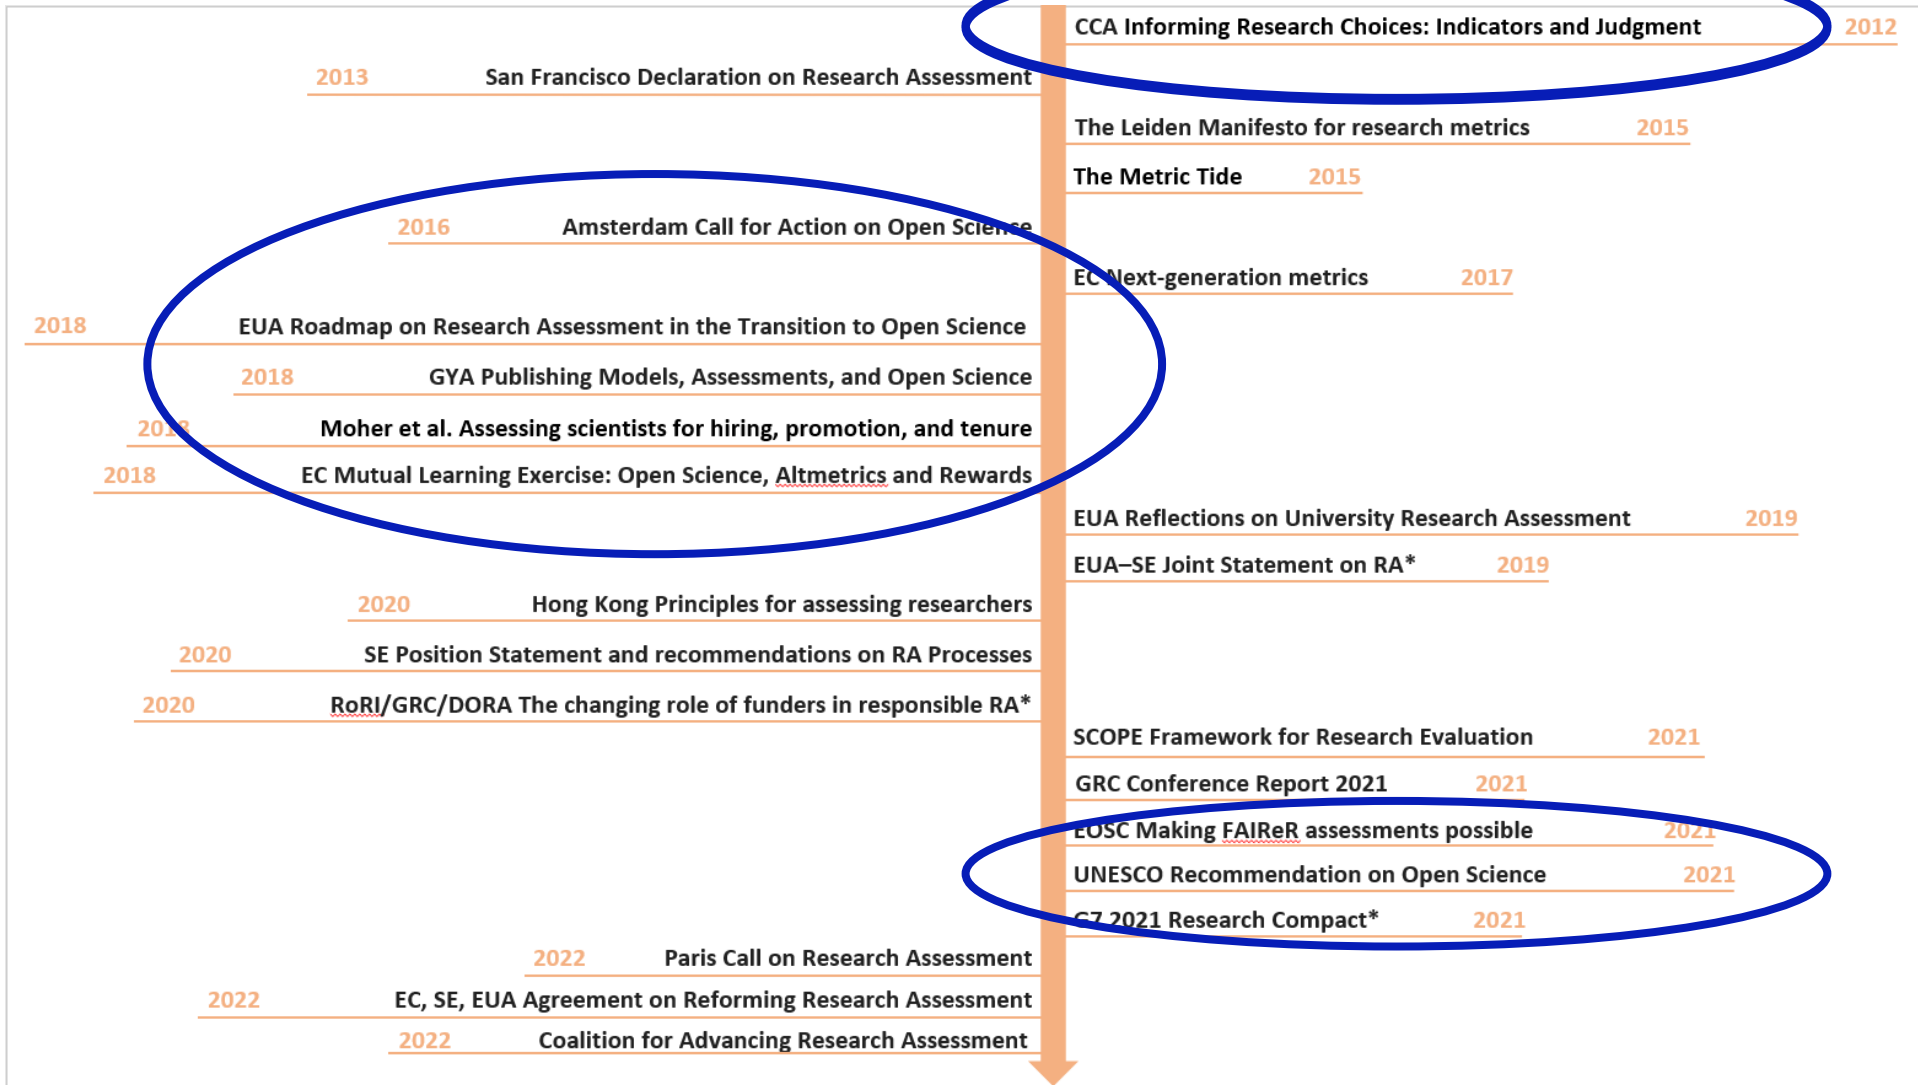 CCA Informing Research Choices: Indicators and Judgment 2012
2013 San Francisco Declaration on Research Assessment
The Leiden Manifesto for research metrics 2015
The Metric Tide 2015
2016 Amsterdam Call for Action on Open Science
EC Next-generation metrics 2017
2018 EUA Roadmap on Research Assessment in the Transition to Open Science
2018 GYA Publishing Models, Assessments, and Open Science
2018 Moher et al. Assessing scientists for hiring, promotion, and tenure
2018 EC Mutual Learning Exercise: Open Science, Altmetrics and Rewards
EUA Reflections on University Research Assessment 2019
EUA–SE Joint Statement on RA* 2019
2020 Hong Kong Principles for assessing researchers
2020 SE Position Statement and recommendations on RA Processes
2020 RoRI/GRC/DORA The changing role of funders in responsible RA*
SCOPE Framework for Research Evaluation 2021
GRC Conference Report 2021 2021
EOSC Making FAIReR assessments possible 2021
UNESCO Recommendation on Open Science 2021
G7 2021 Research Compact* 2021
2022 Paris Call on Research Assessment
2022 EC, SE, EUA Agreement on Reforming Research Assessment
2022 Coalition for Advancing Research Assessment